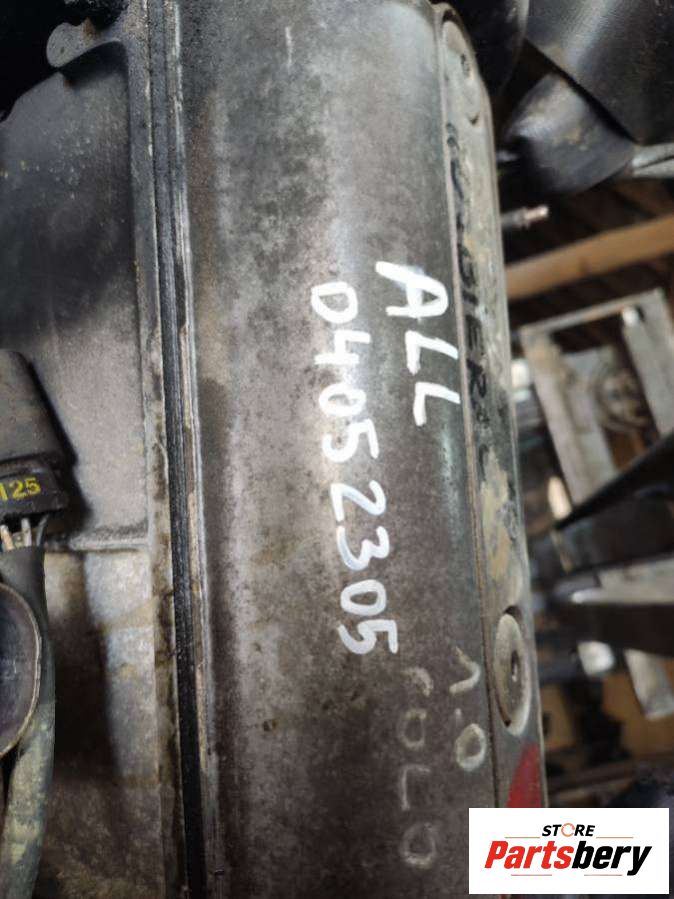 ALL
D4052305
1.0
POLO
125
STORE
Partsbery